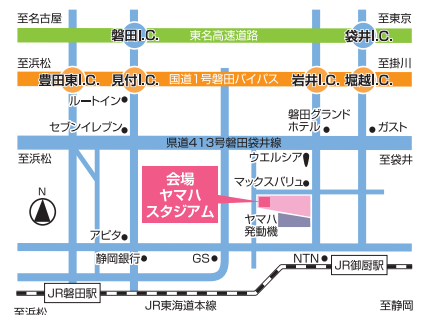 至名古屋
至東京
磐田I.C.
東名高速道路
袋井I.C.
至浜松
至掛川
豊田東I.C.
見付I.C.
国道1号磐田バイパス
岩井I.C.
堀越I.C.
ルートイン
磐田グランド
ホテル
セブンイレブン
ガスト
県道413号磐田袋井線
至浜松
ウエルシア
至袋井
会場
ヤマハ
スタジアム
マックスバリュ
N
ヤマハ
発動機
アピタ
静岡銀行
GS
NTN
JR御厨駅
JR磐田駅
JR東海道本線
至浜松
至静岡